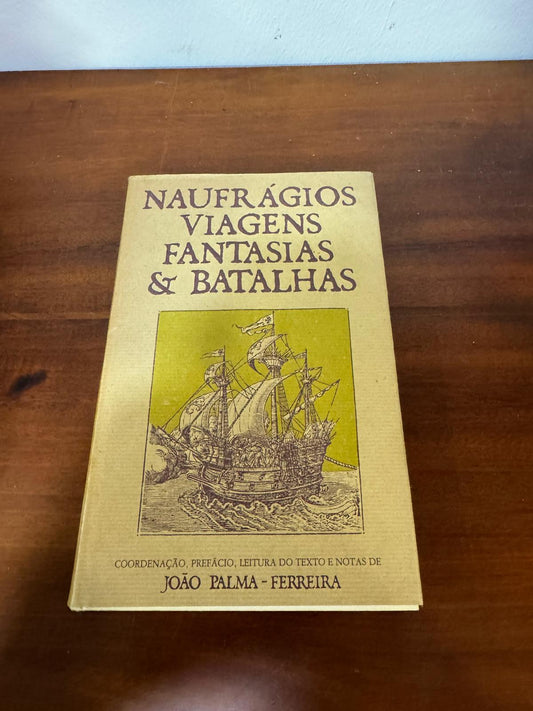 NAUFRÁGIOS
VIAGENS
FANTASIAS
& BATALHAS
COORDENAÇÃO, PREFÁCIO, LEITURA DO TEXTO E NOTAS DE
JOÃO PALMA-FERREIRA